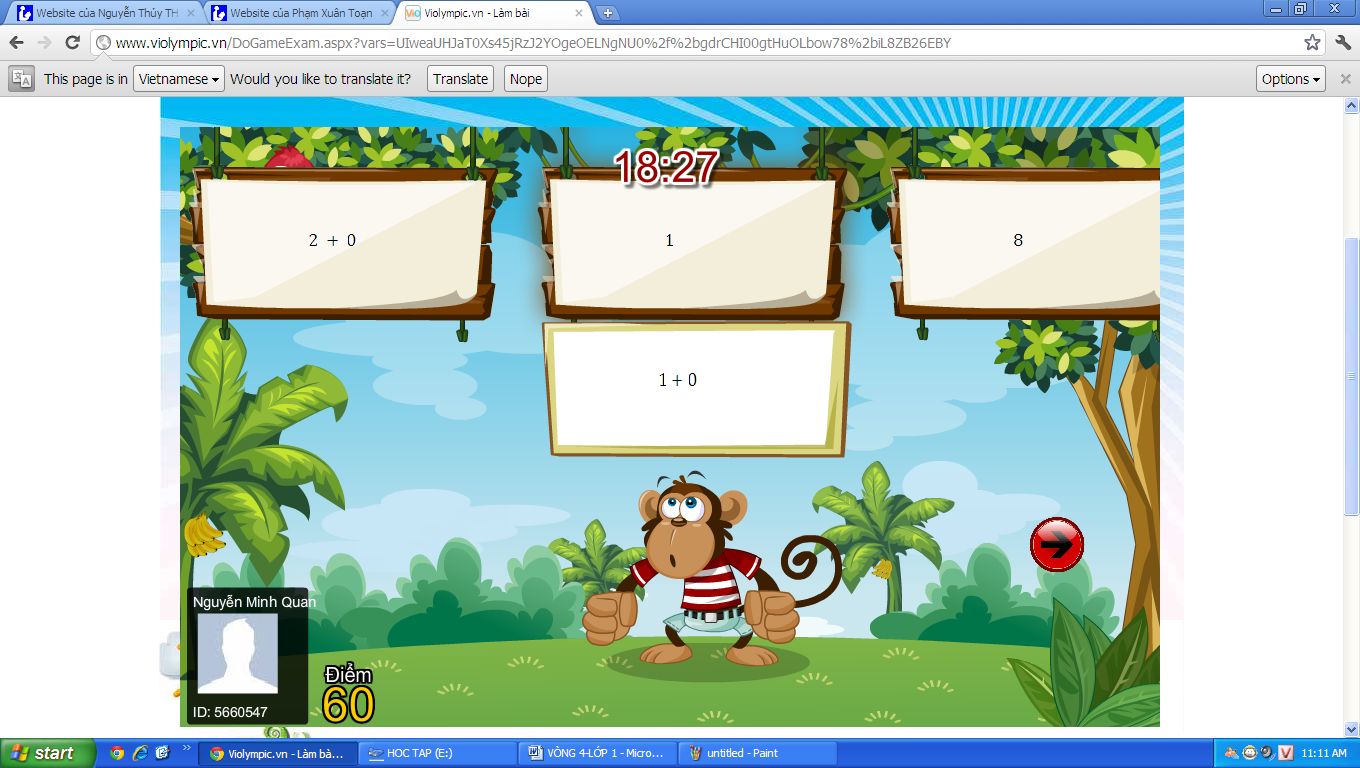 Website của Nguyễn Thúy TH
Website của Phạm Xuân Toạn
Violympic.vn - Làm bài
www.violympic.vn/DoGameExam.aspx?vars=UIweaUHJaT0Xs45jRzJ2YOgeOELNgNU0%2f%2bgdrCHI00gtHuOLbow78%2biL8ZB26EBY
This page is in Vietnamese Would you like to translate it? Translate Nope Options
18:27
2 + 0
1
8
1 + 0
Nguyễn Minh Quan
ID: 5660547
Điểm
60
start
Violympic.vn - Làm bà...
HOC TAP (E:)
VÒNG 4-LỚP 1 - Micro...
untitled - Paint
11:11 AM